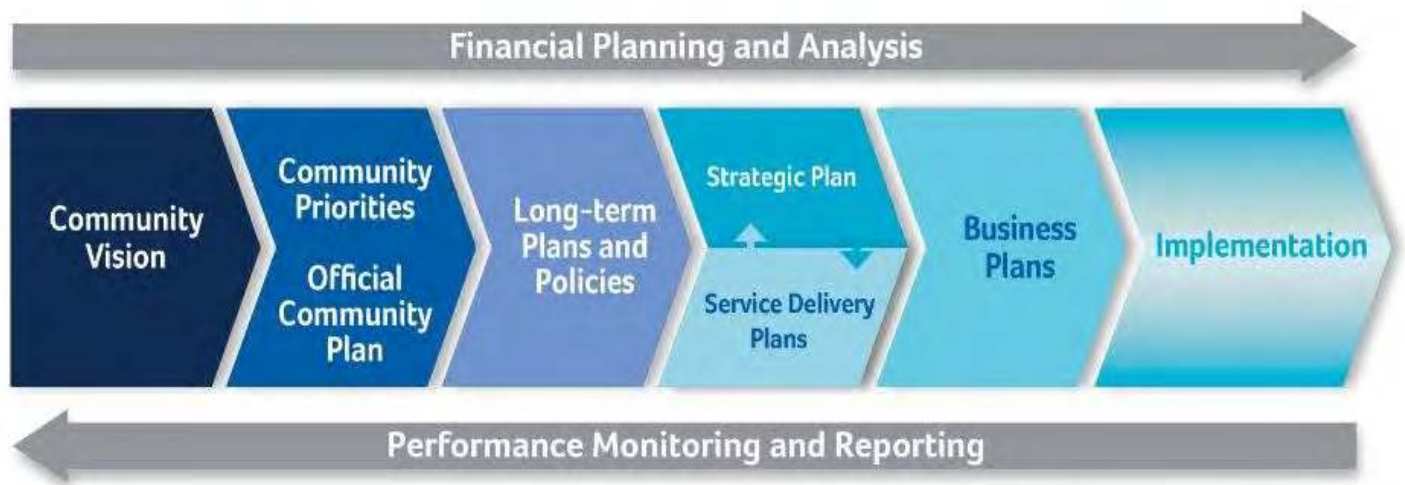 Financial Planning and Analysis
Community
Vision
Community
Priorities
Official
Community
Plan
Long-term
Plans and
Policies
Strategic Plan
Service Delivery
Plans
Business
Plans
Implementation
Performance Monitoring and Reporting